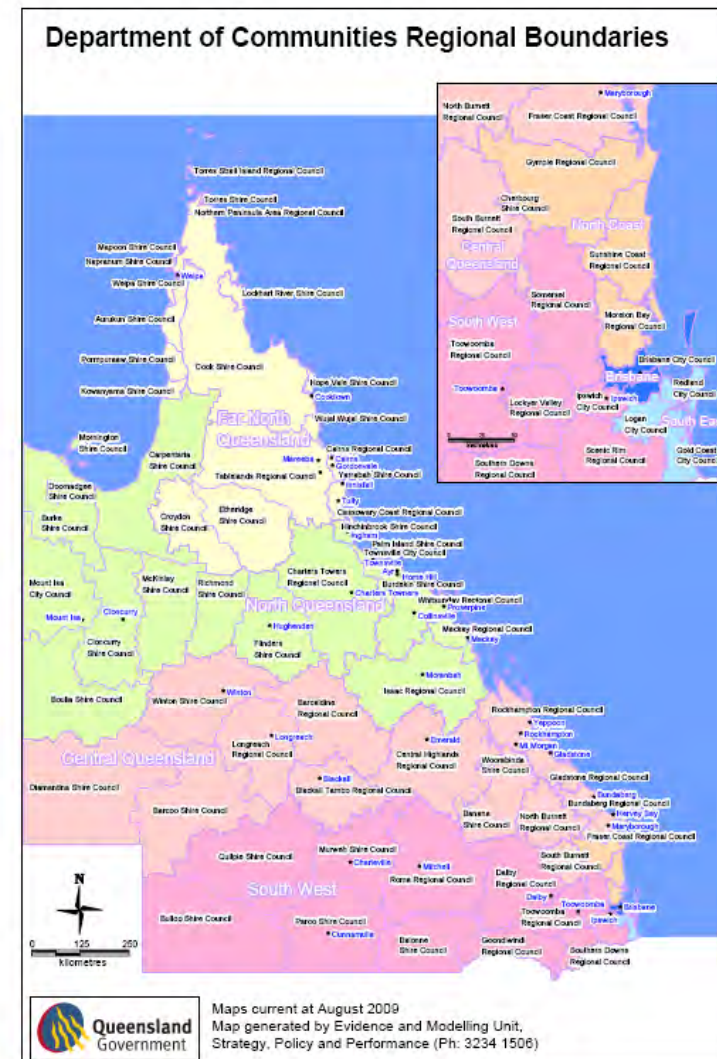 Department of Communities Regional Boundaries
Maryborough
North Burnett
Regional Council
Fraser Coast Regional Council
Gympie Regional Council
Cherbourg
Shire Council
South Burnett
Regional Council
North Coast
Central
Queensland
Sunshine Coast
Regional Council
Somerset
Regional Council
South West
Moreton Bay
Regional Council
Toowoomba
Regional Council
Brisbane City Council
Brisbane
Redland
City Council
Toowoomba
Lockyer Valley
Regional Council
Ipswich
City Council
Ipswich
Logan
City Council
South East
Scenic Rim
Regional Council
Gold Coast
City Council
Southern Downs
Regional Council
Torres Strait Island Regional Council
Torres Shire Council
Northern Peninsula Area Regional Council
Mapoon Shire Council
Napranum Shire Council
Weipa
Weipa Shire Council
Lockhart River Shire Council
Aurukun Shire Council
Pormpuraaw Shire Council
Cook Shire Council
Kowanyama Shire Council
Hope Vale Shire Council
Cooktown
Wujal Wujal Shire Council
Far North
Queensland
Mornington
Shire Council
Carpentaria
Shire Council
Cairns Regional Council
Mareeba
Cairns
Gordonvale
Yarrabah Shire Council
Tablelands Regional Council
Innisfail
Doomadgee
Shire Council
Tully
Cassowary Coast Regional Council
Burke
Shire Council
Croydon
Shire Council
Etheridge
Shire Council
Hinchinbrook Shire Council
Ingham
Palm Island Shire Council
Townsville City Council
Townsville
Charters Towers
Regional Council
Ayr
Home Hill
Burdekin Shire Council
Mount Isa
City Council
McKinlay
Shire Council
Richmond
Shire Council
Charters Towers
North Queensland
Whitsunday Regional Council
Proserpine
Collinsville
Mount Isa
Cloncurry
Hughenden
Mackay Regional Council
Mackay
Cloncurry
Shire Council
Flinders
Shire Council
Moranbah
Isaac Regional Council
Boulia Shire Council
Winton
Winton Shire Council
Barcaldine
Regional Council
Rockhampton Regional Council
Yeppoon
Rockhampton
Mt Morgan
Gladstone
Central Queensland
Longreach
Longreach
Regional Council
Emerald
Central Highlands
Regional Council
Woorabinda
Shire Council
Gladstone Regional Council
Diamantina Shire Council
Blackall
Blackall Tambo Regional Council
Bundaberg
Bundaberg Regional Council
Barcoo Shire Council
Banana
Shire Council
North Burnett
Regional Council
Hervey Bay
Maryborough
Fraser Coast Regional Council
Quilpie Shire Council
Murweh Shire Council
Charleville
Mitchell
Roma Regional Council
South Burnett
Regional Council
Dalby
Regional Council
South West
Dalby
Toowoomba
Toowoomba
Regional Council
Brisbane
Ipswich
Bulloo Shire Council
Paroo Shire Council
Cunnamulla
Balonne
Shire Council
Goondiwindi
Regional Council
Southern Downs
Regional Council
N
0 125 250
kilometres
Queensland
Government
Maps current at August 2009
Map generated by Evidence and Modelling Unit,
Strategy, Policy and Performance (Ph: 3234 1506)